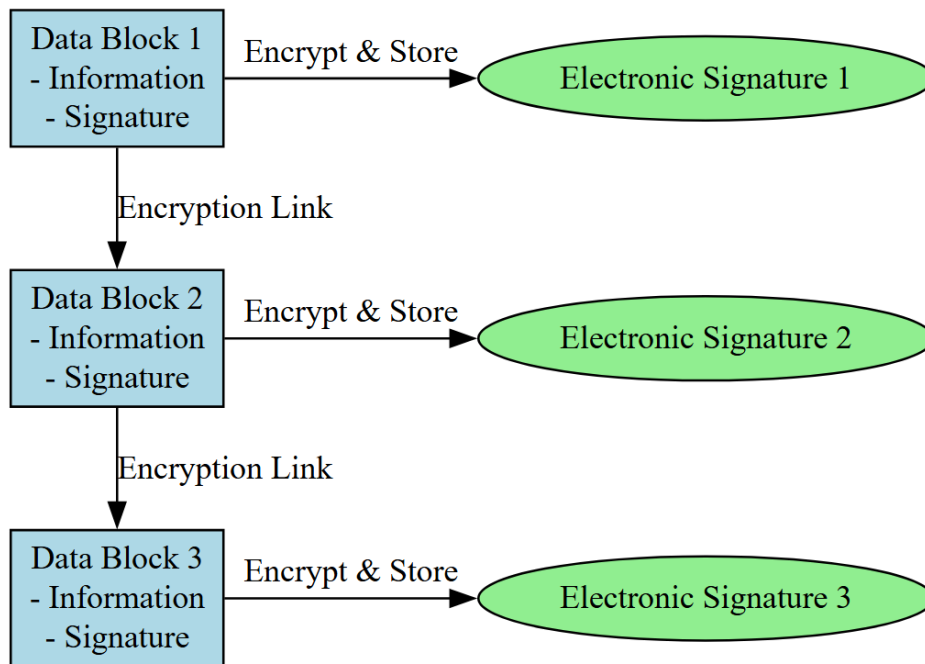 Data Block 1
- Information
- Signature
Encrypt & Store
Electronic Signature 1
Encryption Link
Data Block 2
- Information
- Signature
Encrypt & Store
Electronic Signature 2
Encryption Link
Data Block 3
- Information
- Signature
Encrypt & Store
Electronic Signature 3